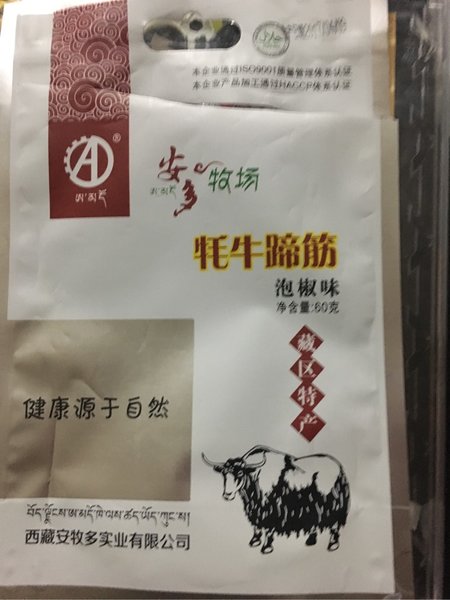 本企业通过ISO9001质量管理体系认证
本企业产品加工通过HACCP体系认证
®
ཨ་མདོ
安多牧场
ཨ་མདོ
牦牛蹄筋
泡椒味
净含量:60克
藏区特产
健康源于自然
西藏安牧多实业有限公司